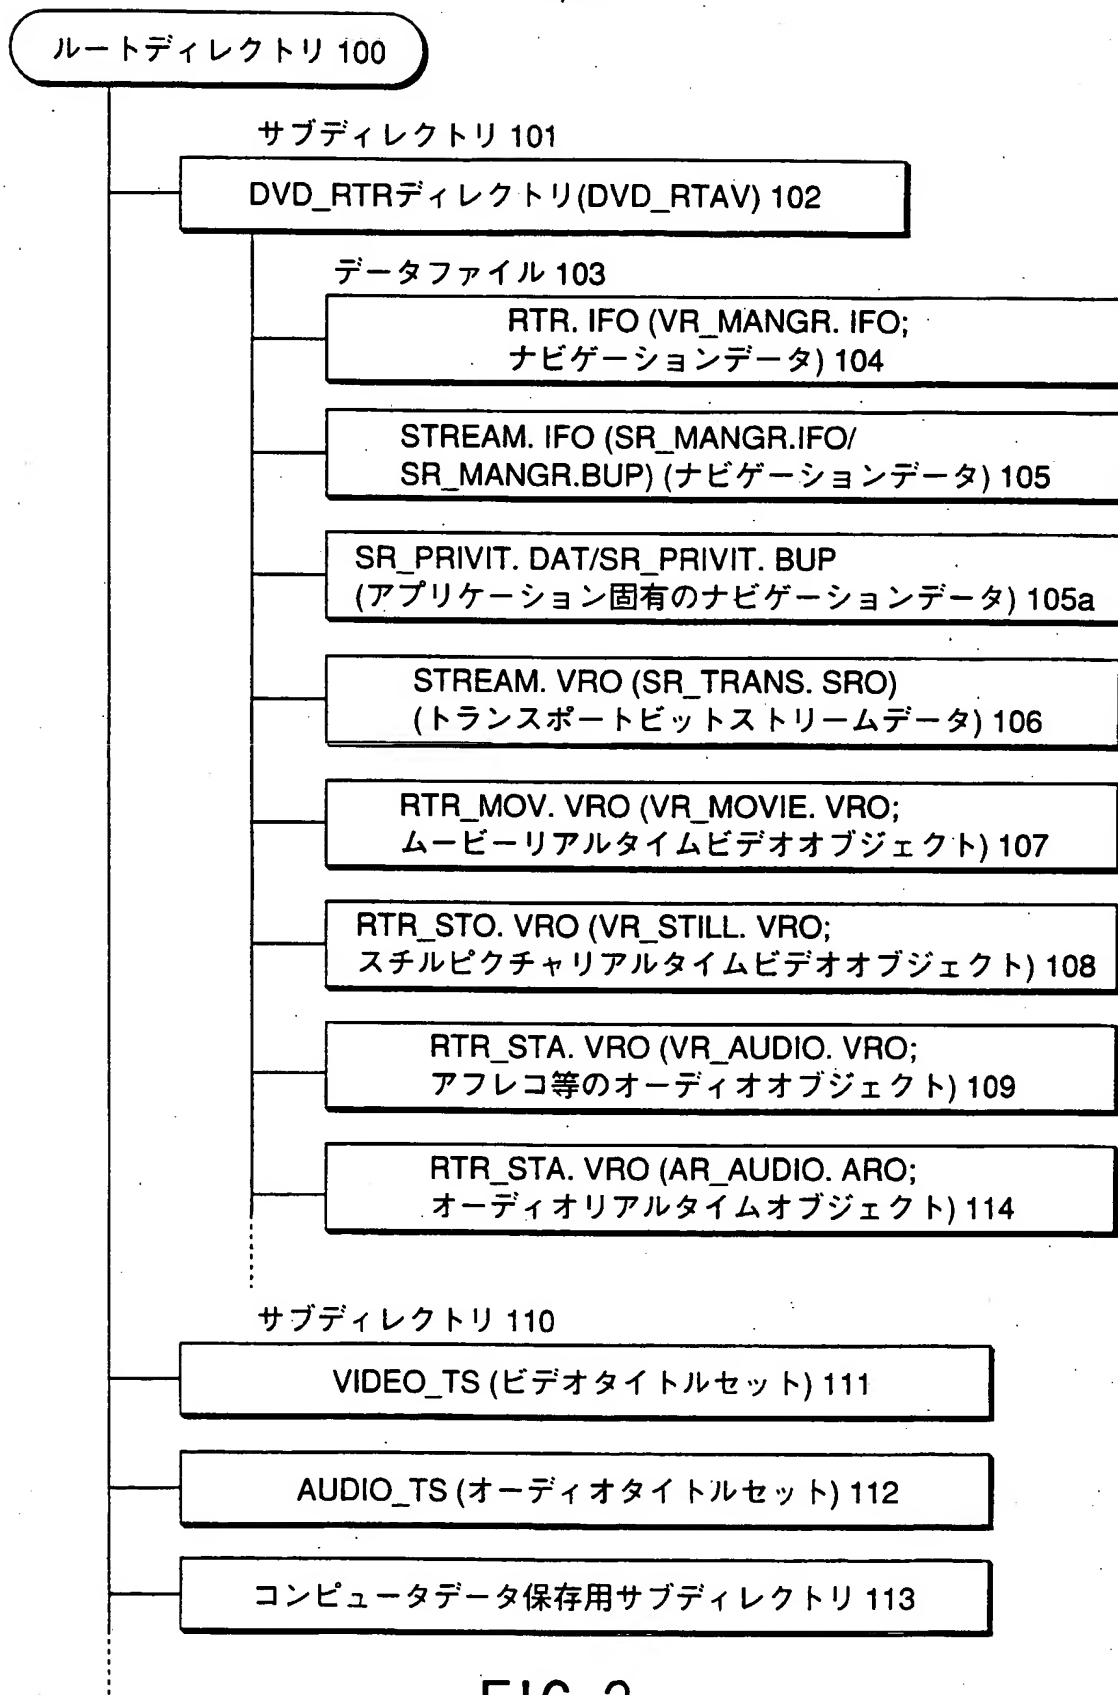 ルートディレクトリ 100
サブディレクトリ 101
DVD_RTRディレクトリ(DVD_RTAV) 102
データファイル 103
RTR. IFO (VR_MANGR. IFO;
ナビゲーションデータ) 104
STREAM. IFO (SR_MANGR.IFO/
SR_MANGR.BUP) (ナビゲーションデータ) 105
SR_PRIVIT. DAT/SR_PRIVIT. BUP
(アプリケーション固有のナビゲーションデータ) 105a
STREAM. VRO (SR_TRANS. SRO)
(トランスポートビットストリームデータ) 106
RTR_MOV. VRO (VR_MOVIE. VRO;
ムービーリアルタイムビデオオブジェクト) 107
RTR_STO. VRO (VR_STILL. VRO;
スチルピクチャリアルタイムビデオオブジェクト) 108
RTR_STA. VRO (VR_AUDIO. VRO;
アフレコ等のオーディオオブジェクト) 109
RTR_STA. VRO (AR_AUDIO. ARO;
オーディオリアルタイムオブジェクト) 114
サブディレクトリ 110
VIDEO_TS (ビデオタイトルセット) 111
AUDIO_TS (オーディオタイトルセット) 112
コンピュータデータ保存用サブディレクトリ 113